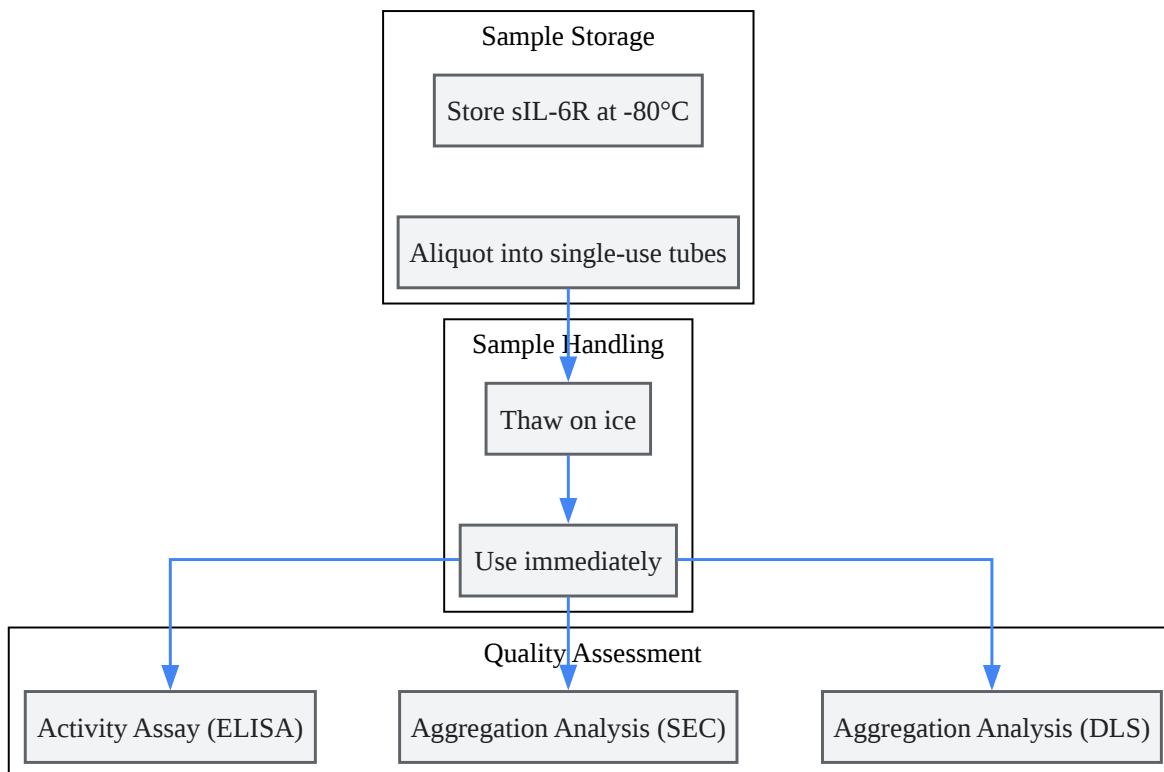 Sample Storage
Store sIL-6R at -80°C
Aliquot into single-use tubes
Sample Handling
Thaw on ice
Use immediately
Quality Assessment
Activity Assay (ELISA)
Aggregation Analysis (SEC)
Aggregation Analysis (DLS)